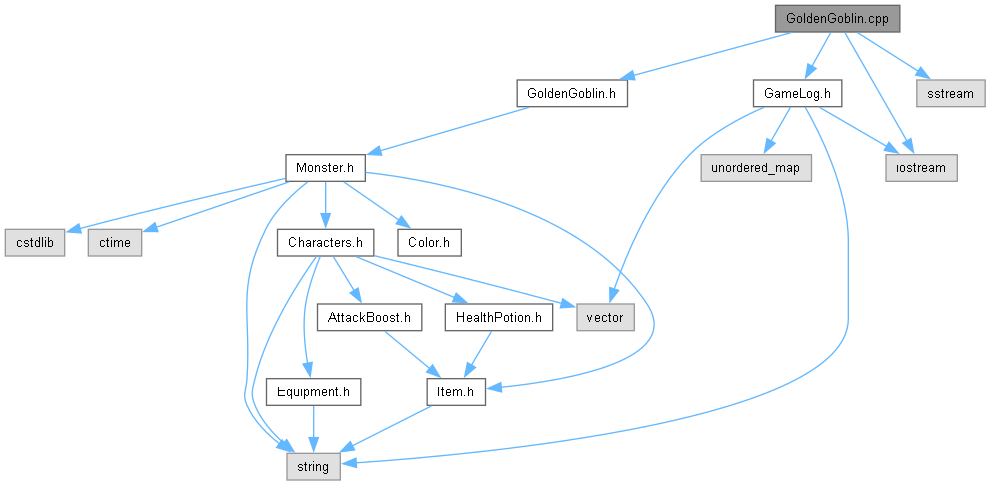 GoldenGoblin.cpp
GoldenGoblin.h
GameLog.h
sstream
Monster.h
unordered_map
iostream
cstdlib
ctime
Characters.h
Color.h
AttackBoost.h
HealthPotion.h
vector
Equipment.h
Item.h
string